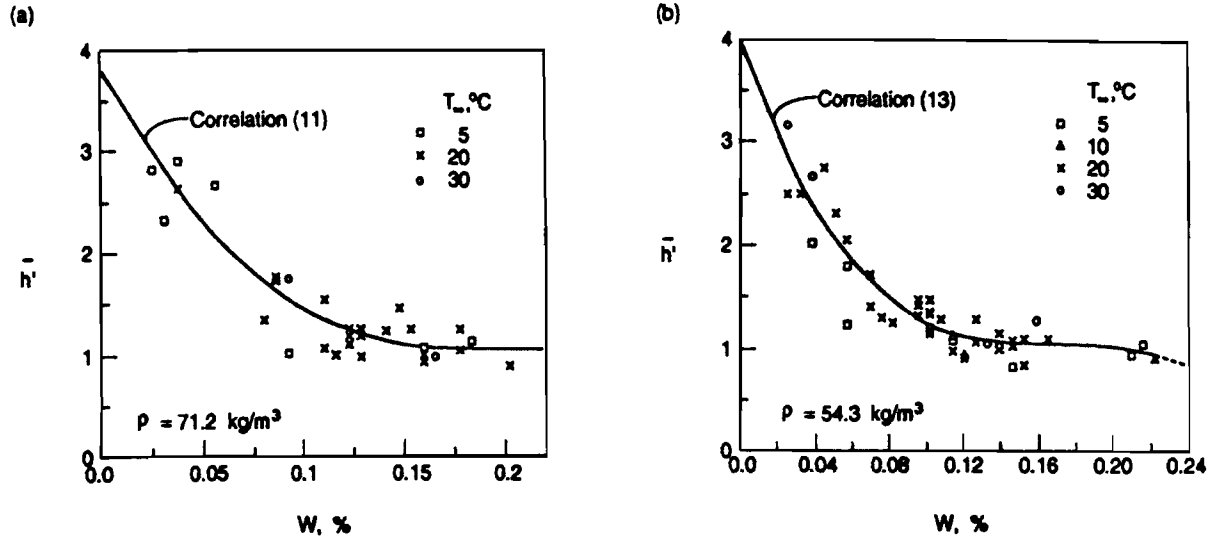 (a)
4
3
2
1
0
h̄'
Correlation (11)
T∞, °C
5
20
30
ρ = 71.2 kg/m³
0.0 0.05 0.1 0.15 0.2
W, %
(b)
4
3
2
1
0
h̄'
Correlation (13)
T∞, °C
5
10
20
30
ρ = 54.3 kg/m³
0.0 0.04 0.08 0.12 0.16 0.20 0.24
W, %